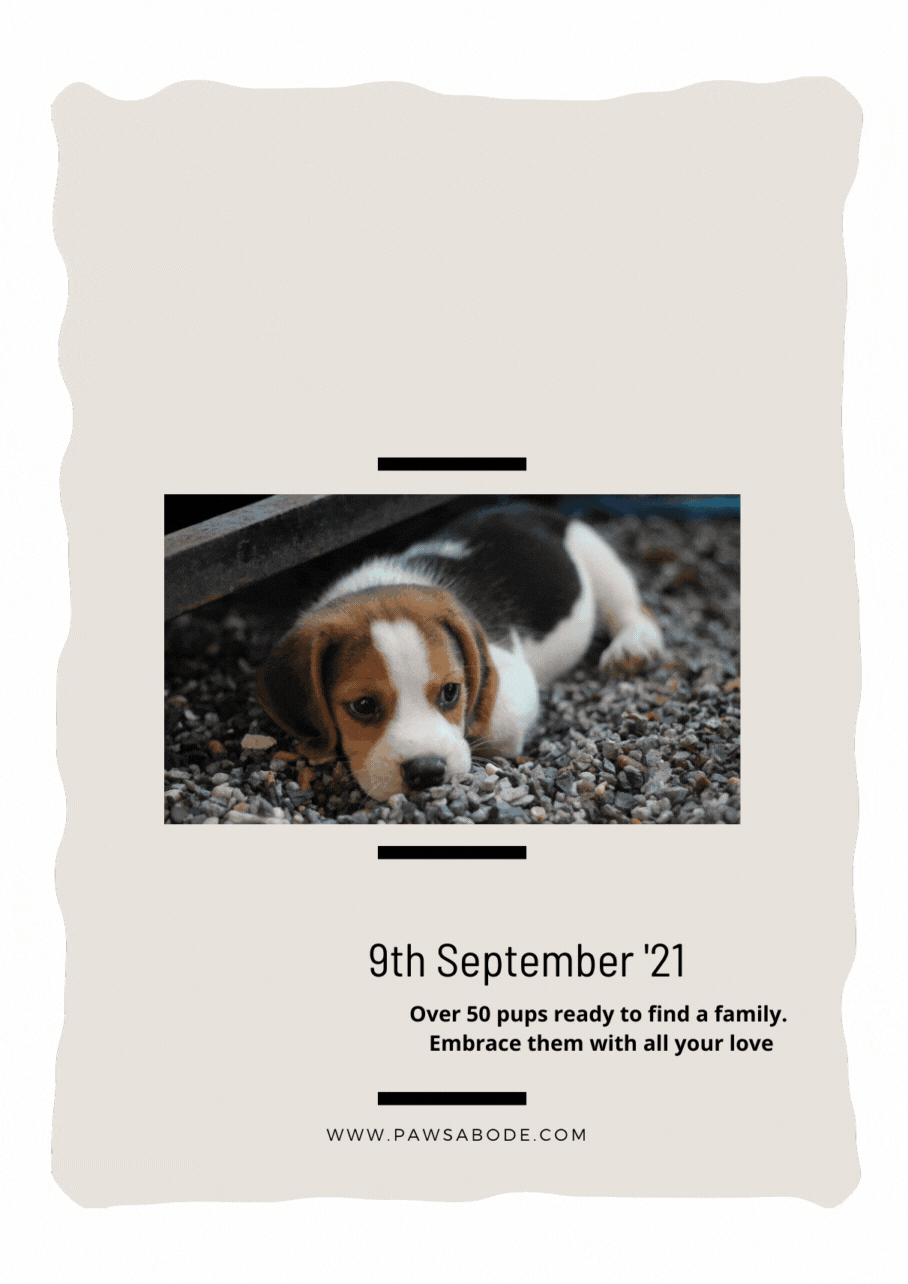 9th September '21
Over 50 pups ready to find a family.
Embrace them with all your love
WWW.PAWSABODE.COM